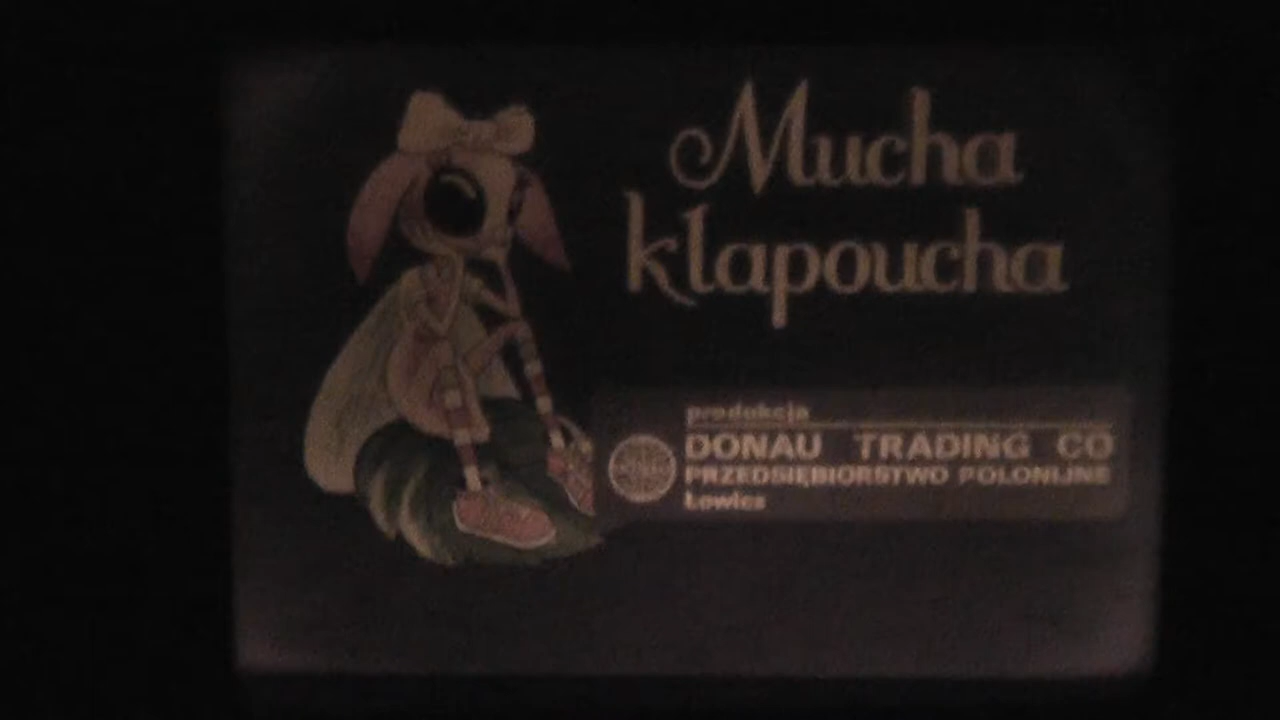 Mucha
klapoucha
produkcja
DONAU TRADING CO
PRZEDSIĘBIORSTWO POLONIJNE
Łowicz